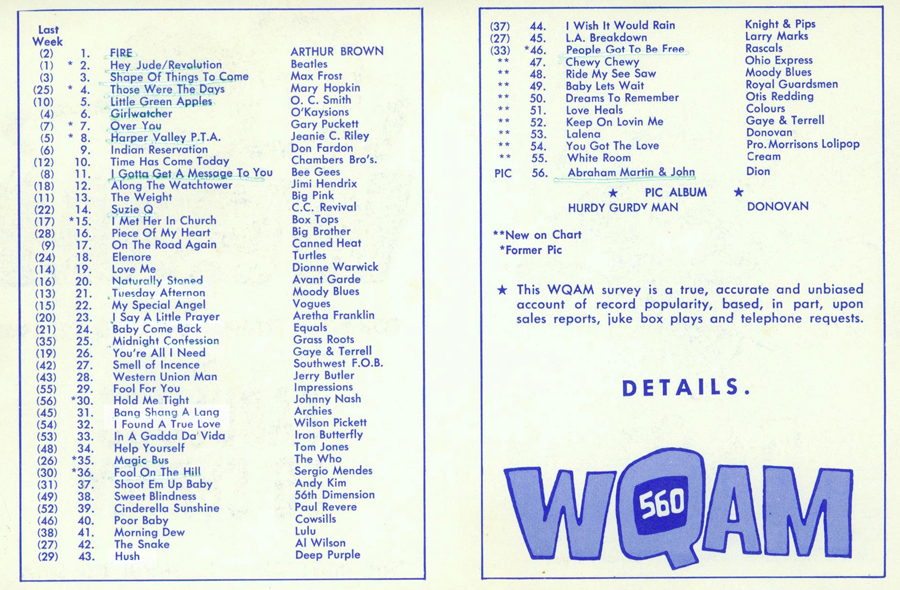 Last
Week
(2) 1. FIRE ARTHUR BROWN
(1) * 2. Hey Jude/Revolution Beatles
(3) 3. Shape Of Things To Come Max Frost
(25) * 4. Those Were The Days Mary Hopkin
(10) 5. Little Green Apples O. C. Smith
(4) 6. Girlwatcher O'Kaysions
(7) * 7. Over You Gary Puckett
(5) * 8. Harper Valley P.T.A. Jeanie C. Riley
(6) 9. Indian Reservation Don Fardon
(12) 10. Time Has Come Today Chambers Bro's.
(8) 11. I Gotta Get A Message To You Bee Gees
(18) 12. Along The Watchtower Jimi Hendrix
(11) 13. The Weight Big Pink
(22) 14. Suzie Q C.C. Revival
(17) *15. I Met Her In Church Box Tops
(28) 16. Piece Of My Heart Big Brother
(9) 17. On The Road Again Canned Heat
(24) 18. Elenore Turtles
(14) 19. Love Me Dionne Warwick
(16) 20. Naturally Stoned Avant Garde
(13) 21. Tuesday Afternon Moody Blues
(15) 22. My Special Angel Vogues
(20) 23. I Say A Little Prayer Aretha Franklin
(21) 24. Baby Come Back Equals
(35) 25. Midnight Confession Grass Roots
(19) 26. You're All I Need Gaye & Terrell
(42) 27. Smell of Incence Southwest F.O.B.
(43) 28. Western Union Man Jerry Butler
(55) 29. Fool For You Impressions
(56) *30. Hold Me Tight Johnny Nash
(45) 31. Bang Shang A Lang Archies
(54) 32. I Found A True Love Wilson Pickett
(53) 33. In A Gadda Da Vida Iron Butterfly
(48) 34. Help Yourself Tom Jones
(26) *35. Magic Bus The Who
(30) *36. Fool On The Hill Sergio Mendes
(31) 37. Shoot Em Up Baby Andy Kim
(49) 38. Sweet Blindness 56th Dimension
(52) 39. Cinderella Sunshine Paul Revere
(46) 40. Poor Baby Cowsills
(38) 41. Morning Dew Lulu
(27) 42. The Snake Al Wilson
(29) 43. Hush Deep Purple
(37) 44. I Wish It Would Rain Knight & Pips
(27) 45. L.A. Breakdown Larry Marks
(33) *46. People Got To Be Free Rascals
** 47. Chewy Chewy Ohio Express
** 48. Ride My See Saw Moody Blues
** 49. Baby Lets Wait Royal Guardsmen
** 50. Dreams To Remember Otis Redding
** 51. Love Heals Colours
** 52. Keep On Lovin Me Gaye & Terrell
** 53. Lalena Donovan
** 54. You Got The Love Pro. Morrisons Lolipop
** 55. White Room Cream
PIC 56. Abraham Martin & John Dion
★ PIC ALBUM ★
HURDY GURDY MAN DONOVAN
**New on Chart
*Former Pic
★ This WQAM survey is a true, accurate and unbiased
account of record popularity, based, in part, upon
sales reports, juke box plays and telephone requests.
DETAILS.
WQAM
560